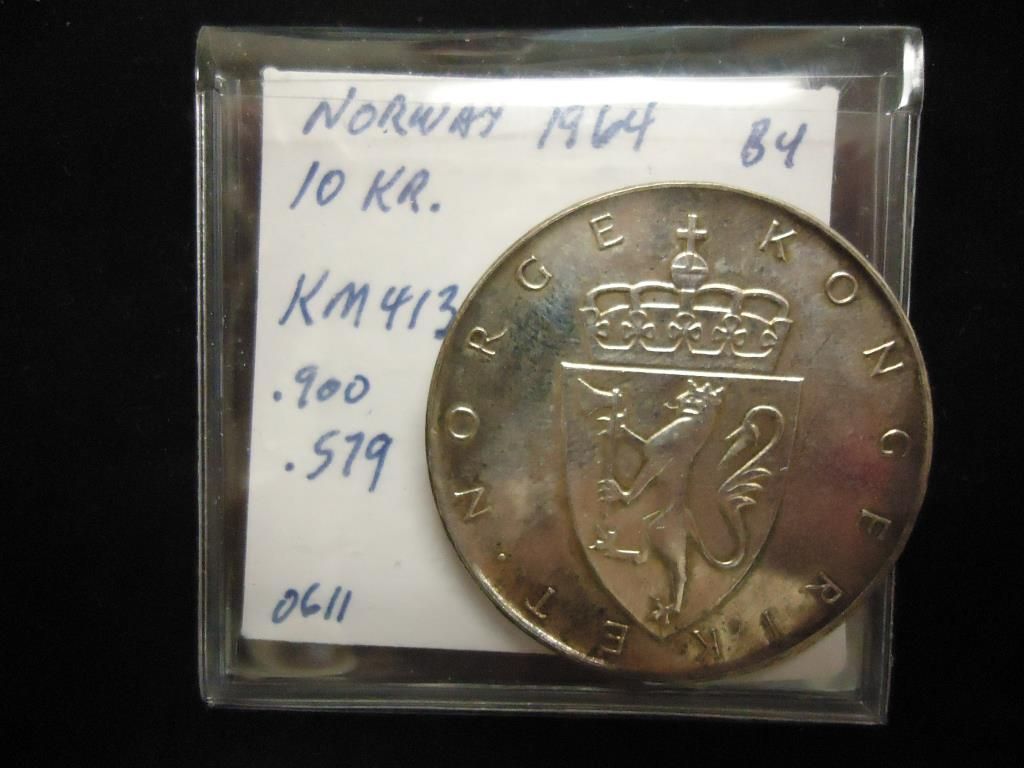 NORWAY 1964 BU
10 KR.
KM413
.900
.579
0611
KONGERIKET · NORGE